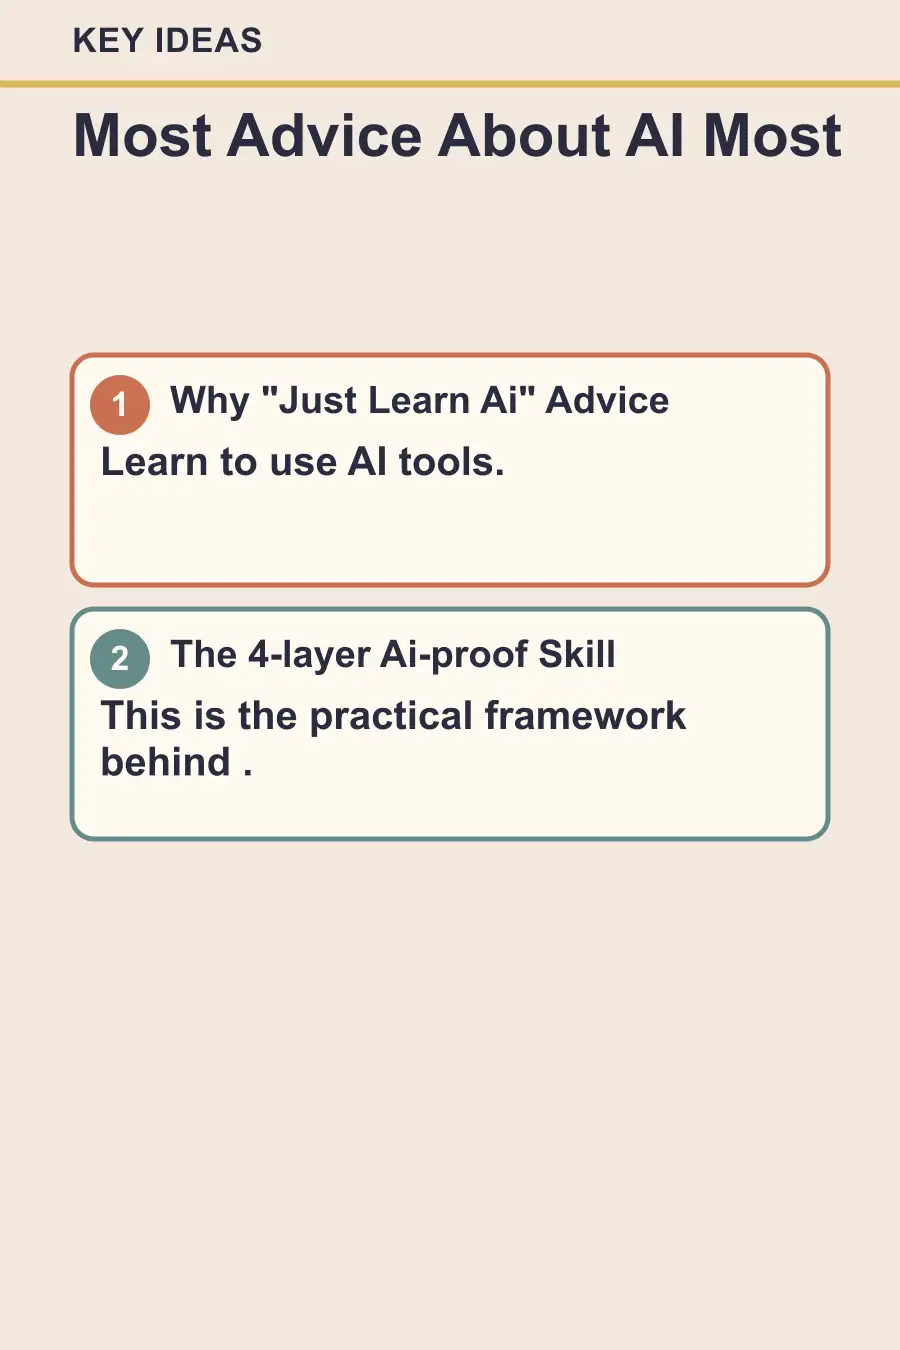 KEY IDEAS
Most Advice About AI Most
1
Why "Just Learn Ai" Advice
Learn to use AI tools.
2
The 4-layer Ai-proof Skill
This is the practical framework
behind .